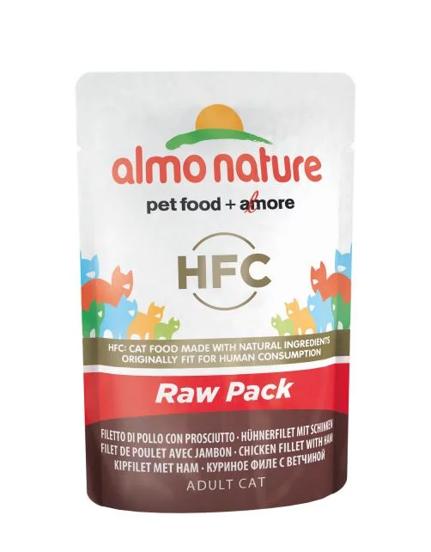 almo nature
pet food + almore
HFC
HFC: CAT FOOD MADE WITH NATURAL INGREDIENTS
ORIGINALLY FIT FOR HUMAN CONSUMPTION
Raw Pack
FILETTO DI POLLO CON PROSCIUTTO · HÜHNERFILET MIT SCHINKEN
FILET DE POULET AVEC JAMBON · CHICKEN FILLET WITH HAM
KIPFILET MET HAM · КУРИНОЕ ФИЛЕ С ВЕТЧИНОЙ
ADULT CAT